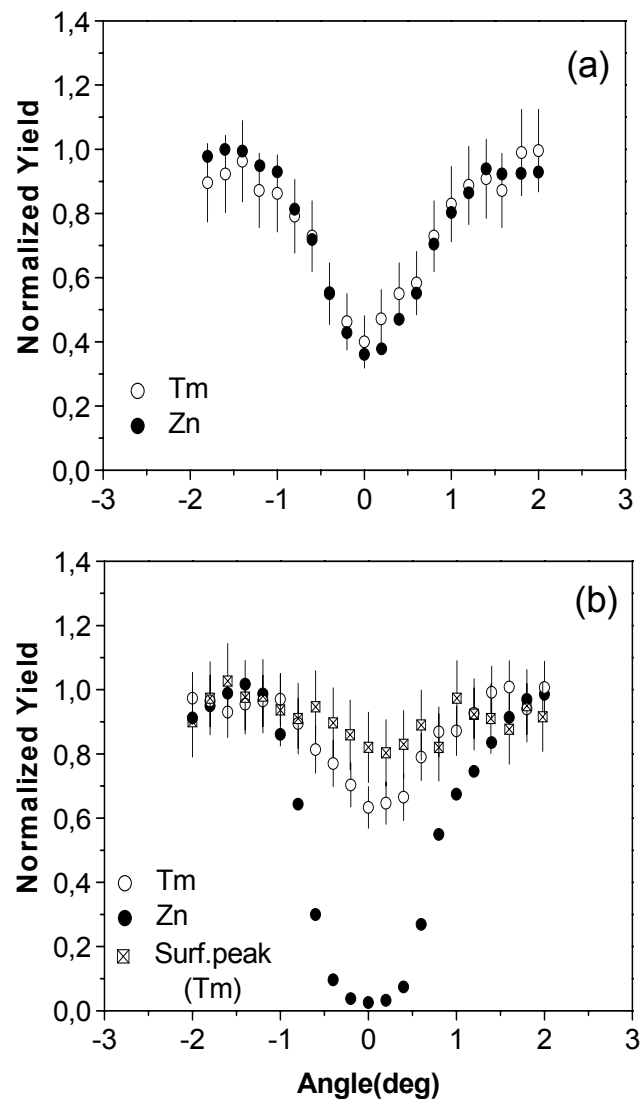 1,4
(a)
1,2
1,0
0,8
0,6
0,4
0,2
0,0
Normalized Yield
Tm
Zn
-3 -2 -1 0 1 2 3
1,4
(b)
1,2
1,0
0,8
0,6
0,4
0,2
0,0
Normalized Yield
Tm
Zn
Surf.peak
(Tm)
-3 -2 -1 0 1 2 3
Angle(deg)